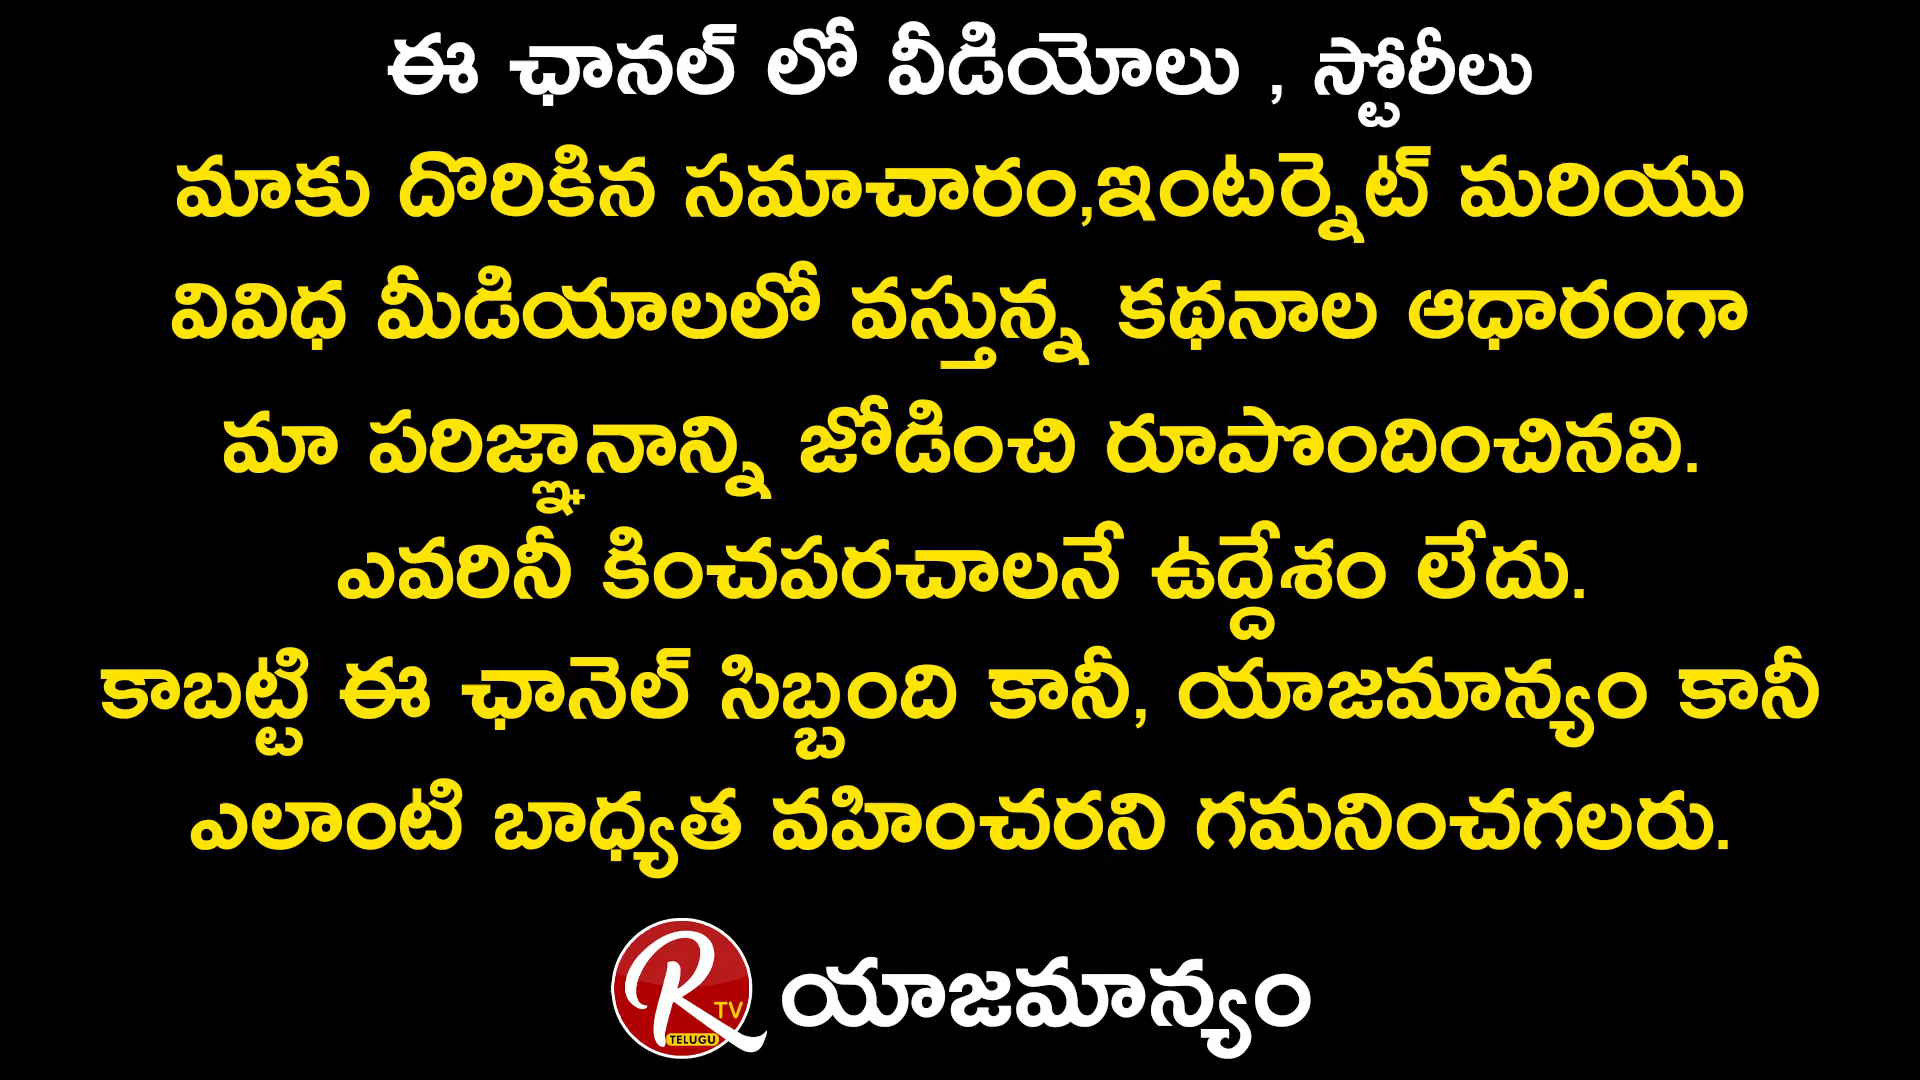 ఈ ఛానల్ లో వీడియోలు , స్టోరీలు
మాకు దొరికిన సమాచారం,ఇంటర్నెట్ మరియు
వివిధ మీడియాలలో వస్తున్న కథనాల ఆధారంగా
మా పరిజ్ఞానాన్ని జోడించి రూపొందించినవి.
ఎవరినీ కించపరచాలనే ఉద్దేశం లేదు.
కాబట్టి ఈ ఛానెల్ సిబ్బంది కానీ, యాజమాన్యం కానీ
ఎలాంటి బాధ్యత వహించరని గమనించగలరు.
R TV TELUGU యాజమాన్యం